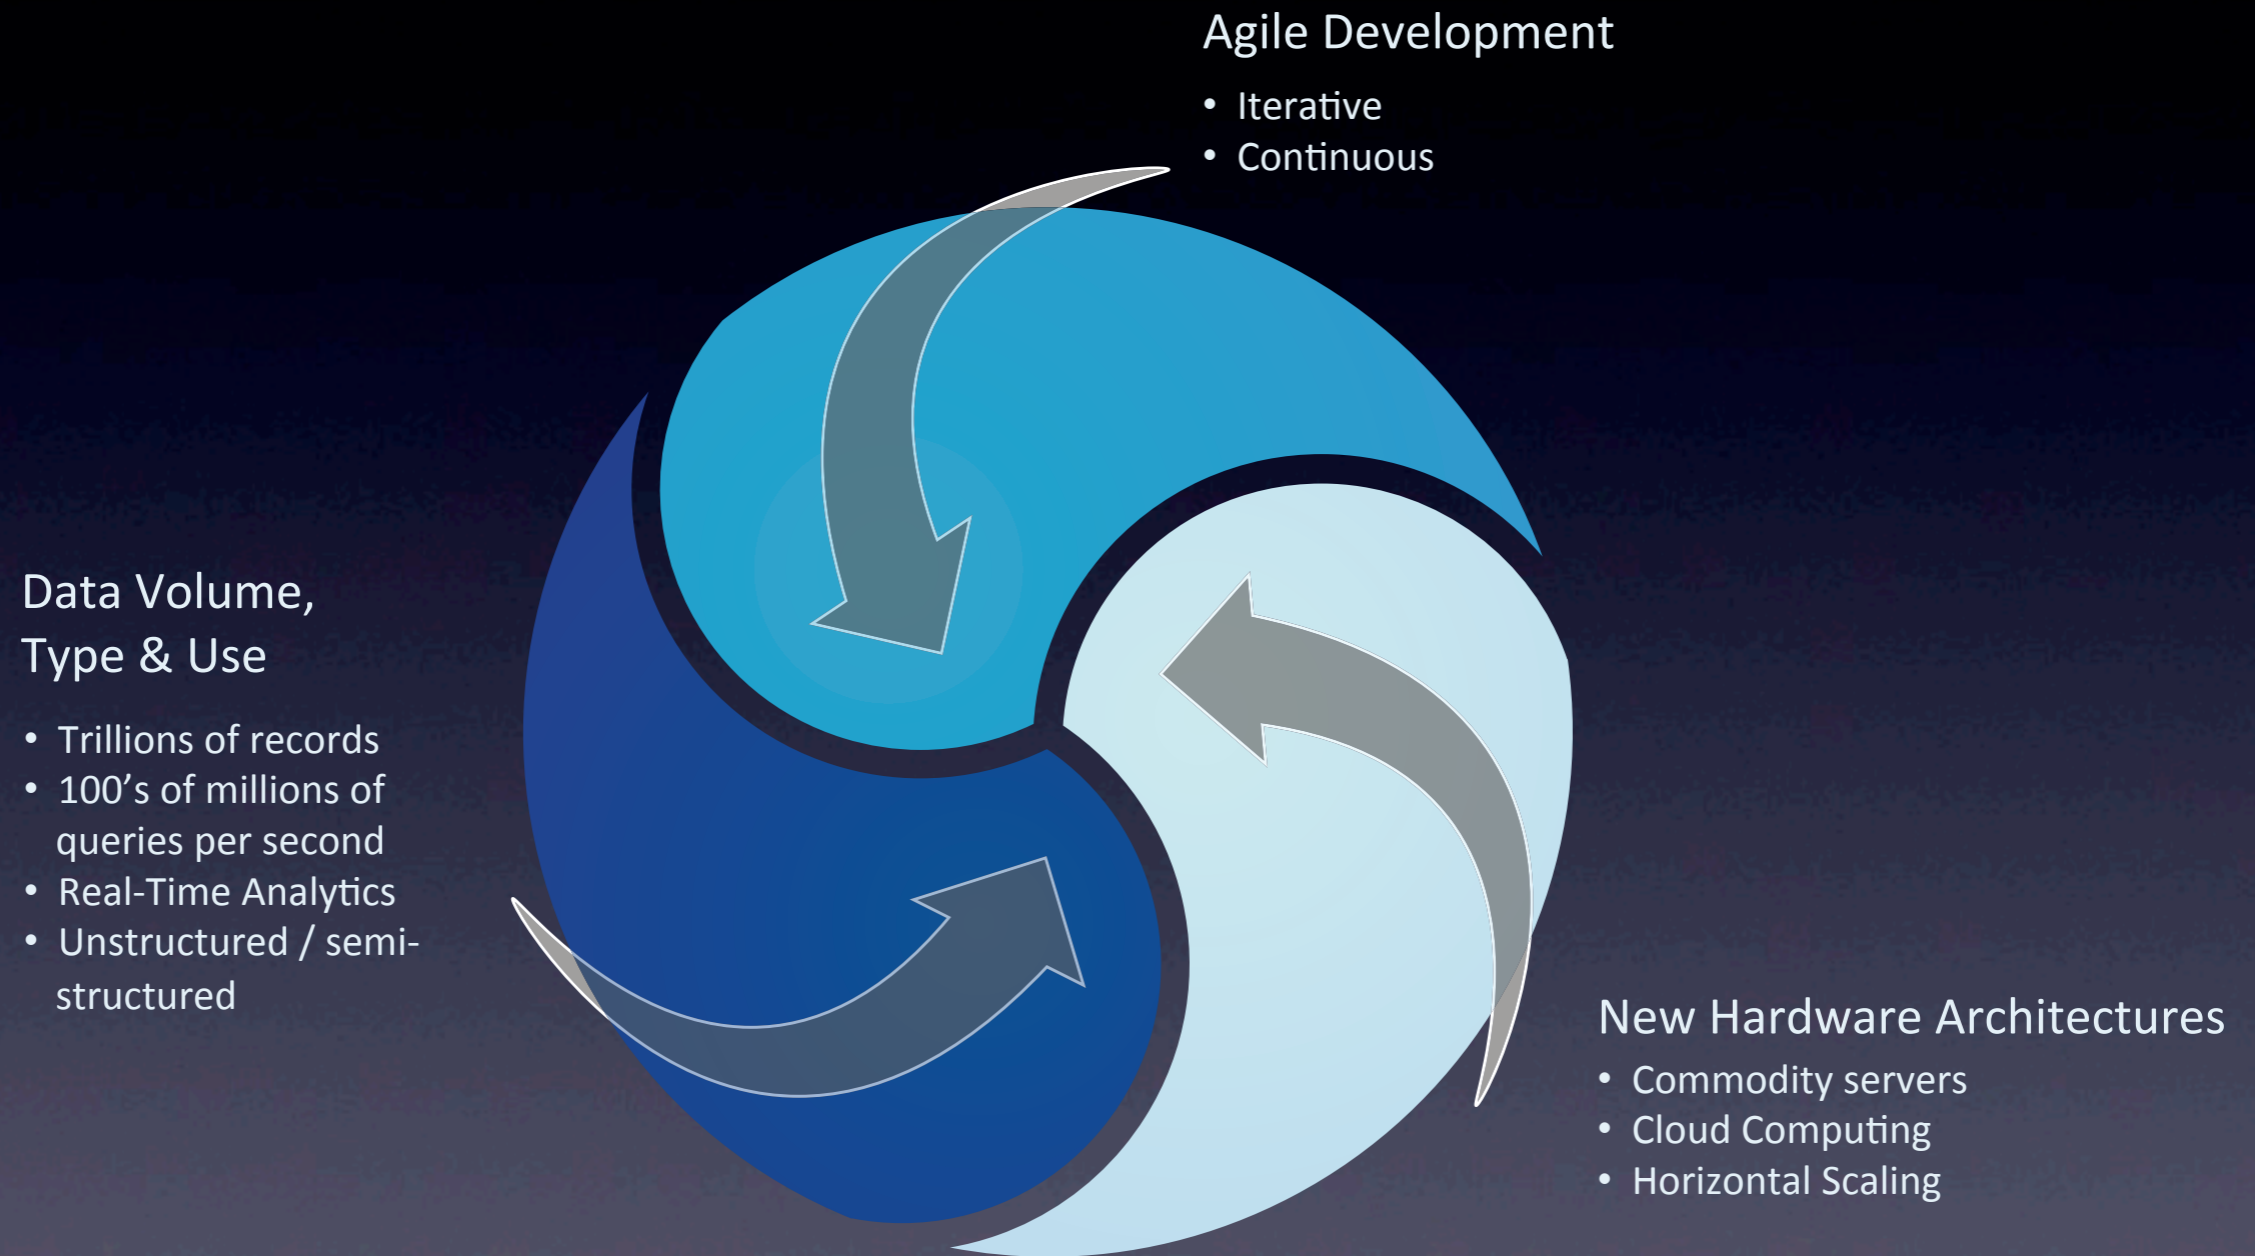 Agile Development
• Iterative
• Continuous
Data Volume,
Type & Use
• Trillions of records
• 100’s of millions of
queries per second
• Real-Time Analytics
• Unstructured / semi-
structured
New Hardware Architectures
• Commodity servers
• Cloud Computing
• Horizontal Scaling